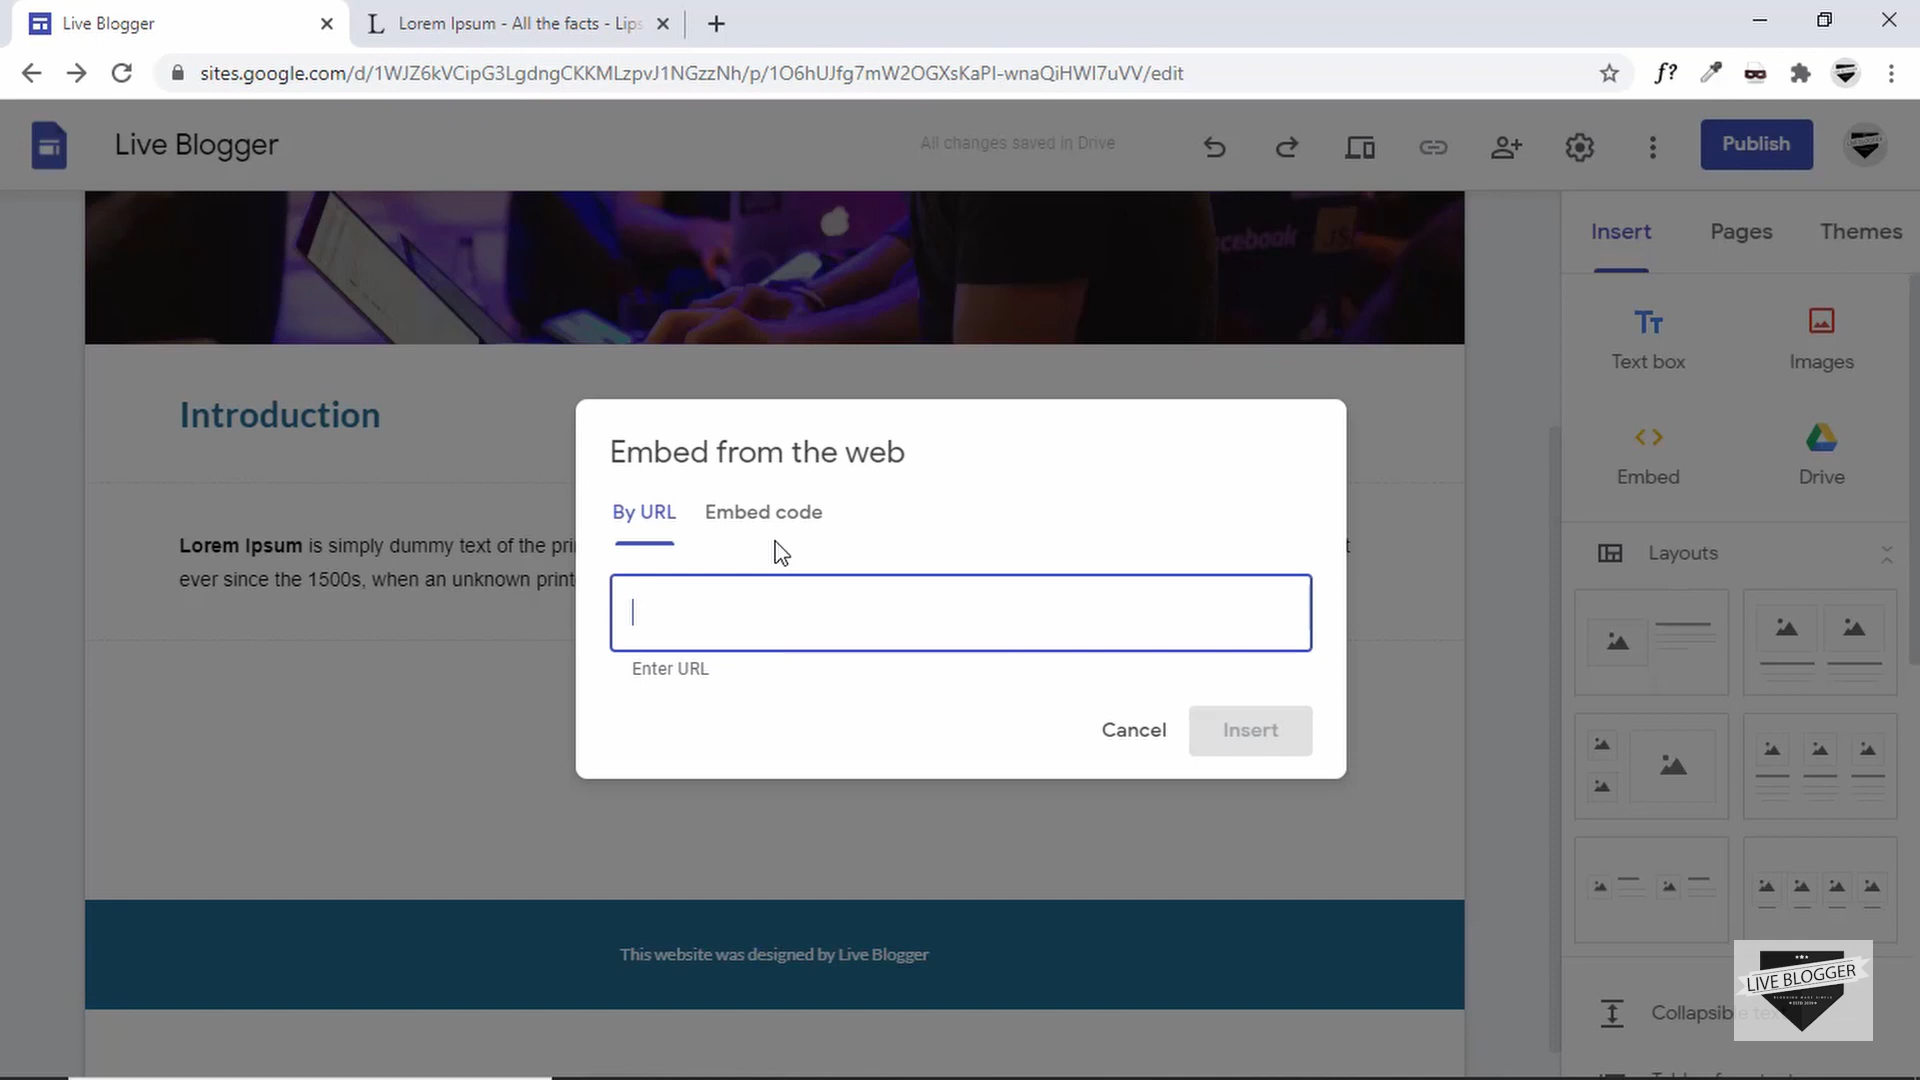 Live Blogger
Lorem Ipsum - All the facts - Lips
sites.google.com/d/1WJZ6kVCipG3LgdngCKKMLzpvJ1NGzzNh/p/1O6hUJfg7mW2OGXsKaPI-wnaQiHWI7uVV/edit
f?
Live Blogger
All changes saved in Drive
Publish
Insert
Pages
Themes
Text box
Images
Embed
Drive
Layouts
Introduction
Lorem Ipsum is simply dummy text of the
ever since the 1500s, when an unknown
Embed from the web
By URL
Embed code
Enter URL
Cancel
Insert
This website was designed by Live Blogger
LIVE BLOGGER
Collapsible